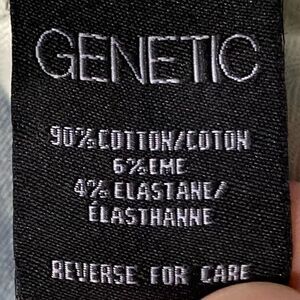 GENETIC
90% COTTON/COTON
6% EME
4% ELASTANE/
ÉLASTHANNE
REVERSE FOR CARE